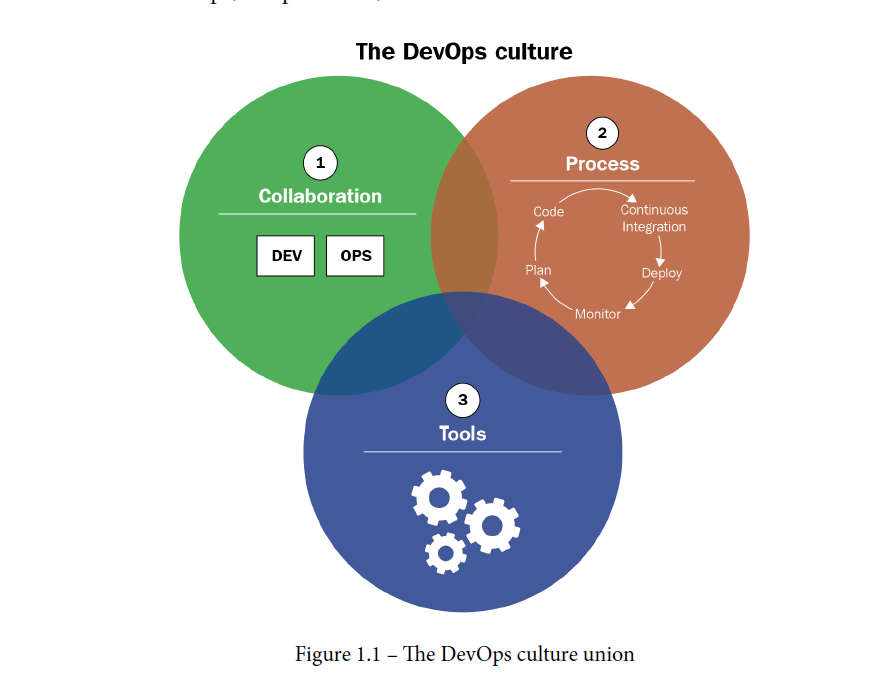 The DevOps culture
1
Collaboration
DEV
OPS
2
Process
Code
Continuous
Integration
Plan
Deploy
Monitor
3
Tools
Figure 1.1 – The DevOps culture union